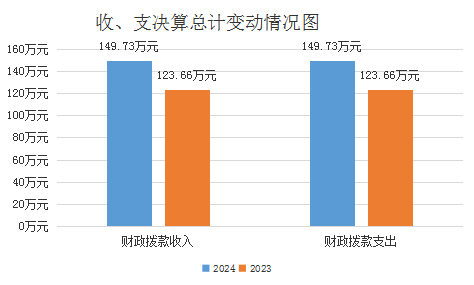 收、支决算总计变动情况图
160万元
140万元
120万元
100万元
80万元
60万元
40万元
20万元
0万元
149.73万元
123.66万元
149.73万元
123.66万元
财政拨款收入
财政拨款支出
2024
2023